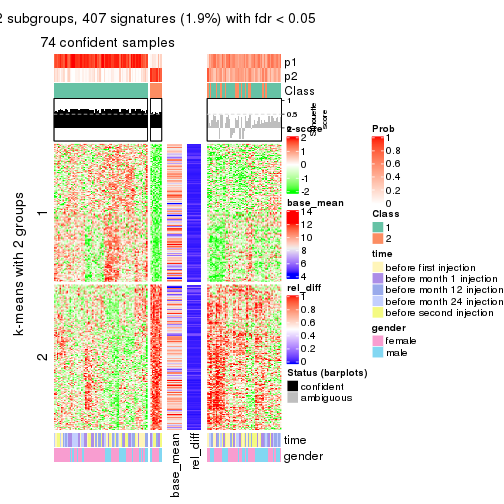 2 subgroups, 407 signatures (1.9%) with fdr < 0.05
74 confident samples
p1
p2
Class
1
0.5
0
Silhouette
score
z-score
2
1
0
-1
-2
base_mean
14
12
10
8
6
4
rel_diff
1
0.8
0.6
0.4
0.2
0
Status (barplots)
confident
ambiguous
Prob
1
0.8
0.6
0.4
0.2
0
Class
1
2
time
before first injection
before month 1 injection
before month 12 injection
before month 24 injection
before second injection
gender
female
male
k-means with 2 groups
1
2
time
gender
base_mean
rel_diff